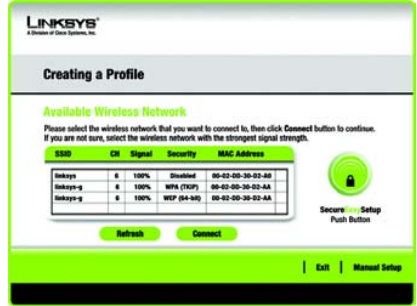 LINKSYS®
A Division of Cisco Systems, Inc.
Creating a Profile
Available Wireless Network
Please select the wireless network that you want to connect to, then click Connect button to continue.
If you are not sure, select the wireless network with the strongest signal strength.
SSID CH Signal Security MAC Address
linksys 6 100% Disabled 00-02-DD-30-D2-A0
linksys-g 6 100% WPA (TKIP) 00-02-DD-30-D2-AA
linksys-g 6 100% WEP (64-bit) 00-02-DD-30-D2-AA
SecureEasySetup
Push Button
Refresh Connect
Exit Manual Setup